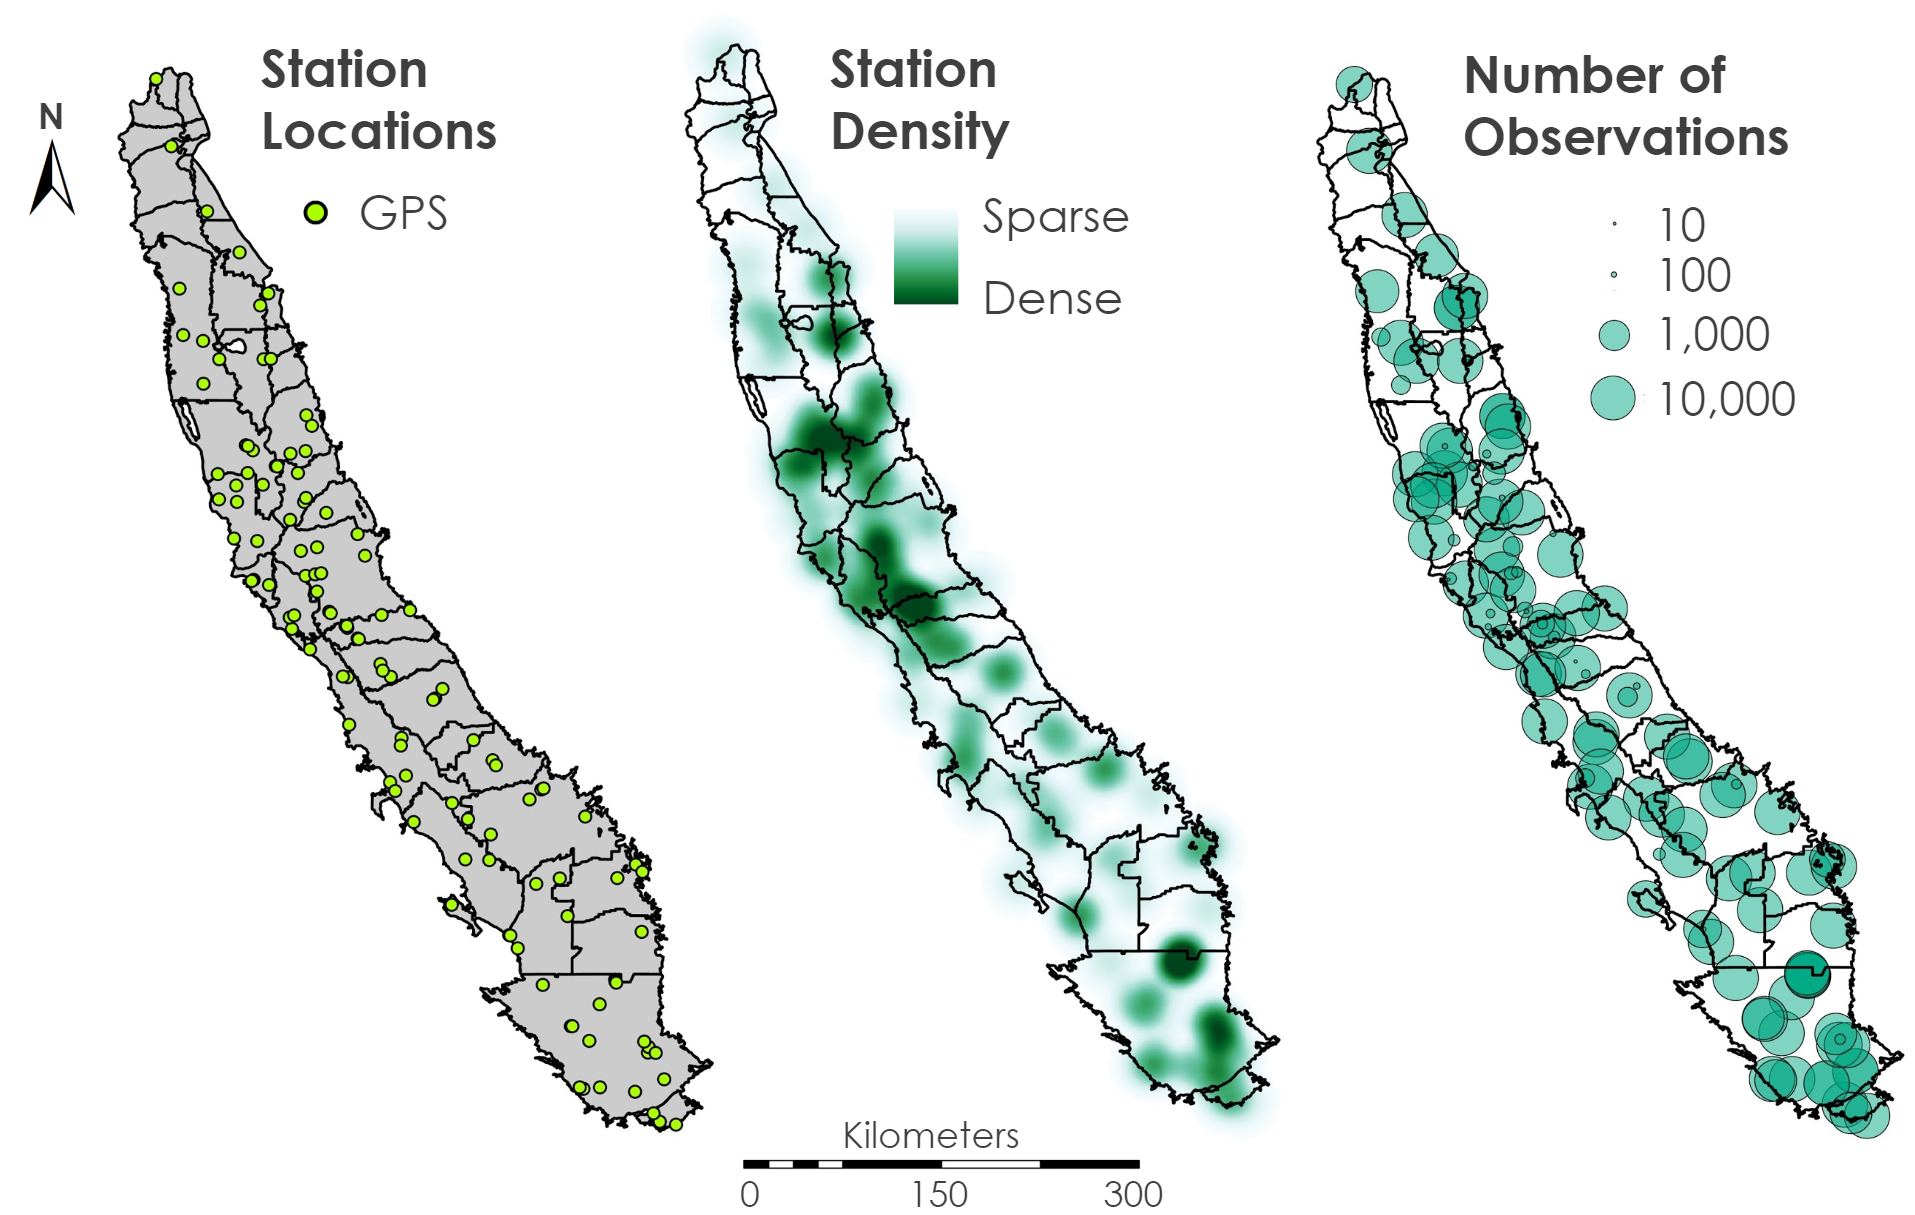 N
Station
Locations
GPS
Station
Density
Sparse
Dense
Number of
Observations
10
100
1,000
10,000
Kilometers
0 150 300